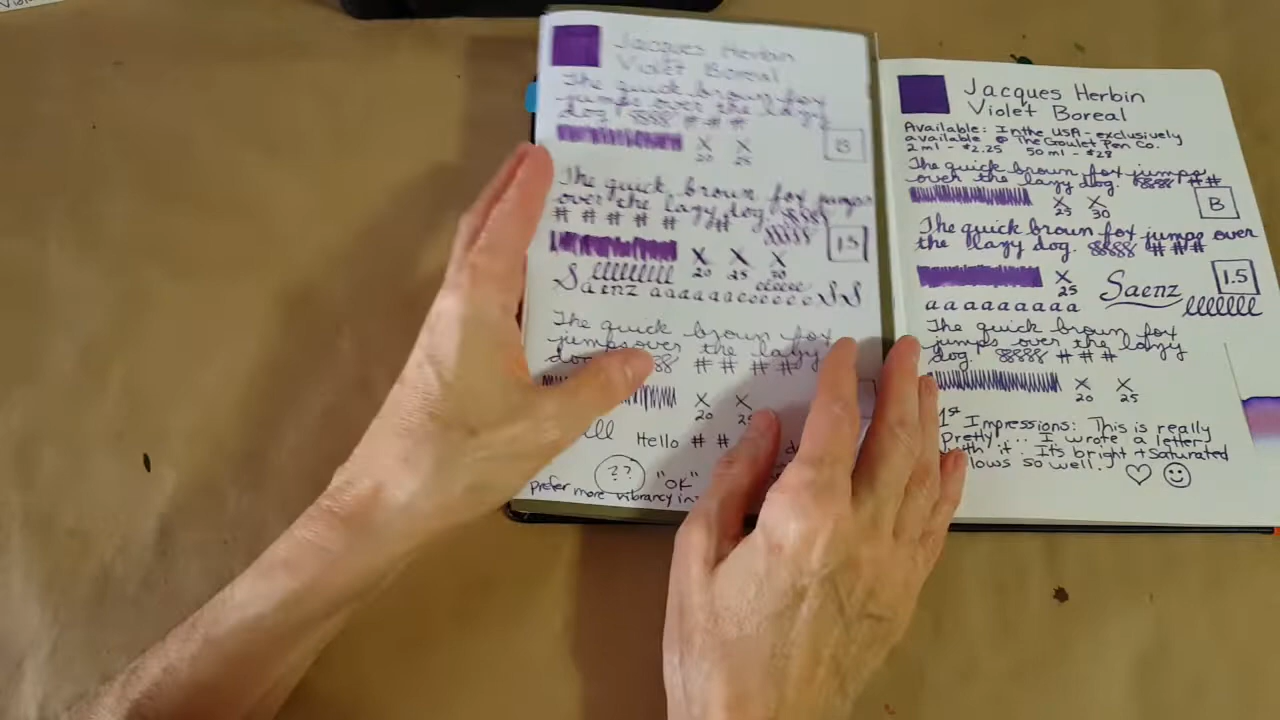 Jacques Herbin
Violet Boreal
The quick brown fox
jumps over the lazy
dog. 8888 # # #
X X
20 25
B
The quick brown fox jumps
over the lazy dog. 8888
# # # # # #
1.5
X X X
20 25 30
Saenz aaaaaaccccccc
The quick brown fox
jumps over the lazy
# # # #
X X
20 25
Hello # #
?? "OK"
prefer more vibrancy in
Jacques Herbin
Violet Boreal
Available: In the USA - exclusively
available @ The Goulet Pen Co.
2 ml - $2.25 50 ml - $28
The quick brown fox jumps
over the lazy dog. 8888 # #
X X
25 30
B
The quick brown fox jumps over
the lazy dog. 8888 # # #
X
25
Saenz
1.5
a a a a a a a a a
The quick brown fox
jumps over the lazy
dog. 8888 # # #
X X
20 25
1st Impressions: This is really
pretty... I wrote a letter
with it. It's bright + saturated
flows so well.